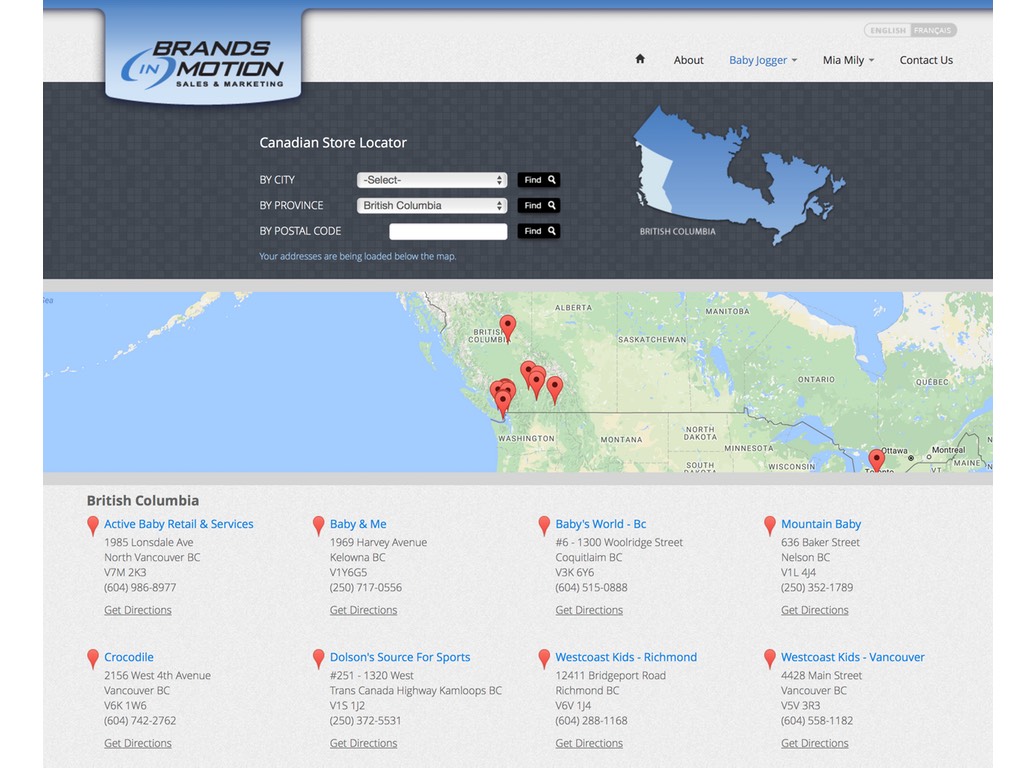 BRANDS
IN MOTION
SALES & MARKETING
ENGLISH FRANÇAIS
About
Baby Jogger
Mia Mily
Contact Us
Canadian Store Locator
BY CITY
-Select-
Find
BY PROVINCE
British Columbia
Find
BY POSTAL CODE
Find
Your addresses are being loaded below the map.
BRITISH COLUMBIA
Sea
ALBERTA
MANITOBA
BRITISH
COLUMBIA
SASKATCHEWAN
ONTARIO
QUÉBEC
WASHINGTON
MONTANA
NORTH
DAKOTA
MINNESOTA
SOUTH
DAKOTA
WISCONSIN
Ottawa
Montreal
Toronto
VT
MAINE
N
British Columbia
Active Baby Retail & Services
1985 Lonsdale Ave
North Vancouver BC
V7M 2K3
(604) 986-8977
Get Directions
Baby & Me
1969 Harvey Avenue
Kelowna BC
V1Y6G5
(250) 717-0556
Get Directions
Baby's World - Bc
#6 - 1300 Woolridge Street
Coquitlaim BC
V3K 6Y6
(604) 515-0888
Get Directions
Mountain Baby
636 Baker Street
Nelson BC
V1L 4J4
(250) 352-1789
Get Directions
Crocodile
2156 West 4th Avenue
Vancouver BC
V6K 1W6
(604) 742-2762
Get Directions
Dolson's Source For Sports
#251 - 1320 West
Trans Canada Highway Kamloops BC
V1S 1J2
(250) 372-5531
Get Directions
Westcoast Kids - Richmond
12411 Bridgeport Road
Richmond BC
V6V 1J4
(604) 288-1168
Get Directions
Westcoast Kids - Vancouver
4428 Main Street
Vancouver BC
V5V 3R3
(604) 558-1182
Get Directions